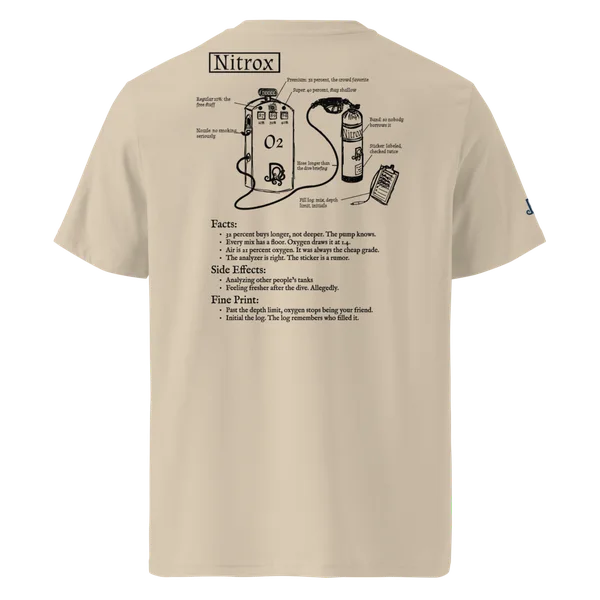 Nitrox
Premium: 32 percent, the crowd favorite
Super: 40 percent, stay shallow
Regular 21%: the
free stuff
Nozzle: no smoking,
seriously
O2
NITROX
Band: so nobody
borrows it
Sticker: labeled,
checked twice
Hose: longer than
the dive briefing
Fill log: mix, depth
limit, initials
Facts:
· 32 percent buys longer, not deeper. The pump knows.
· Every mix has a floor. Oxygen draws it at 1.4.
· Air is 21 percent oxygen. It was always the cheap grade.
· The analyzer is right. The sticker is a rumor.
Side Effects:
· Analyzing other people's tanks
· Feeling fresher after the dive. Allegedly.
Fine Print:
· Past the depth limit, oxygen stops being your friend.
· Initial the log. The log remembers who filled it.